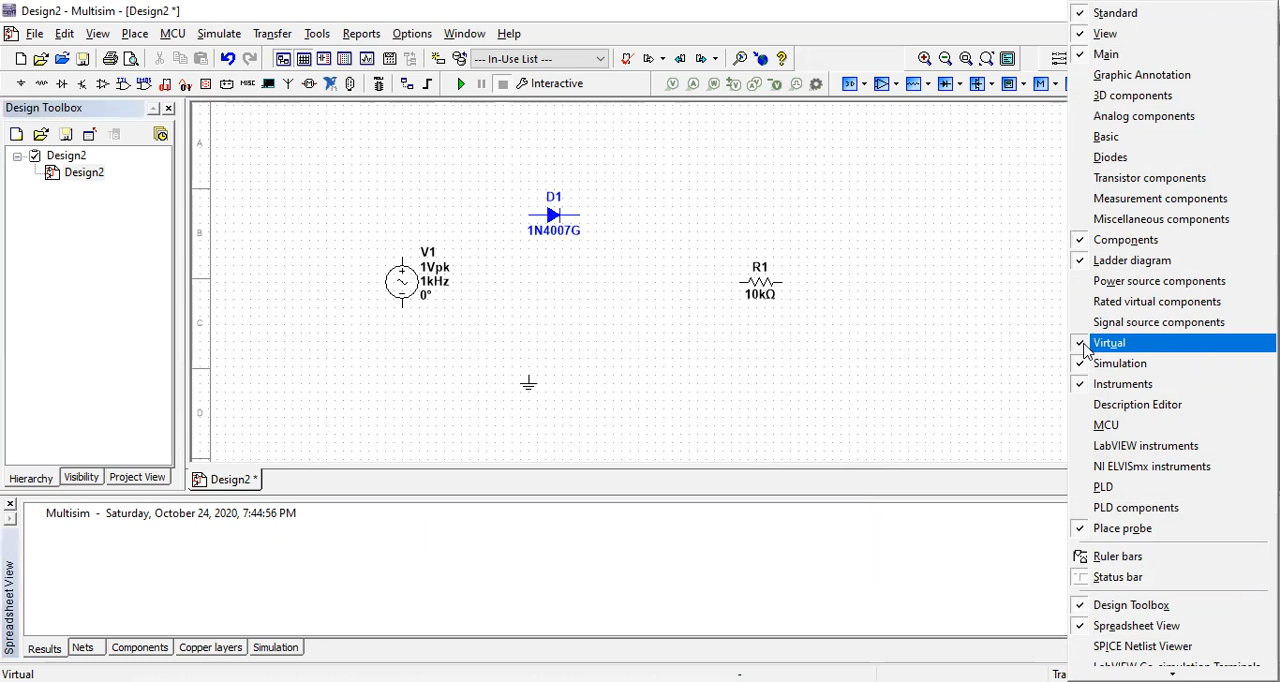 Design2 - Multisim - [Design2 *]
File Edit View Place MCU Simulate Transfer Tools Reports Options Window Help
--- In-Use List ---
Interactive
Design Toolbox
Design2
Design2
Hierarchy Visibility Project View
A
B
C
D
D1
1N4007G
V1
1Vpk
1kHz
0°
R1
10kΩ
Design2 *
Multisim - Saturday, October 24, 2020, 7:44:56 PM
Spreadsheet View
Results Nets Components Copper layers Simulation
Virtual
-
Tra
Standard
View
Main
Graphic Annotation
3D components
Analog components
Basic
Diodes
Transistor components
Measurement components
Miscellaneous components
Components
Ladder diagram
Power source components
Rated virtual components
Signal source components
Virtual
Simulation
Instruments
Description Editor
MCU
LabVIEW instruments
NI ELVISmx instruments
PLD
PLD components
Place probe
Ruler bars
Status bar
Design Toolbox
Spreadsheet View
SPICE Netlist Viewer
LabVIEW Co-simulation Terminals